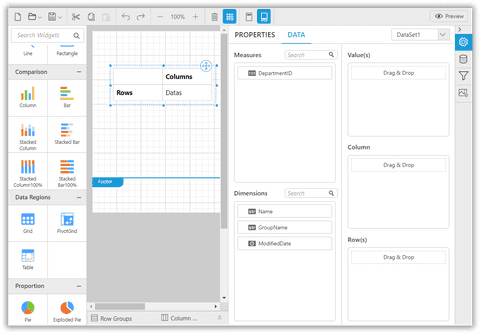 100%
Preview
Search Widgets
Line
Rectangle
Comparison
Column
Bar
Stacked Column
Stacked Bar
Stacked Column100%
Stacked Bar100%
Data Regions
Grid
PivotGrid
Table
Proportion
Pie
Exploded Pie
Columns
Rows
Datas
Footer
Row Groups
Column ...
PROPERTIES
DATA
DataSet1
Measures
Search
DepartmentID
Dimensions
Search
Name
GroupName
ModifiedDate
Value(s)
Drag & Drop
Column
Drag & Drop
Row(s)
Drag & Drop